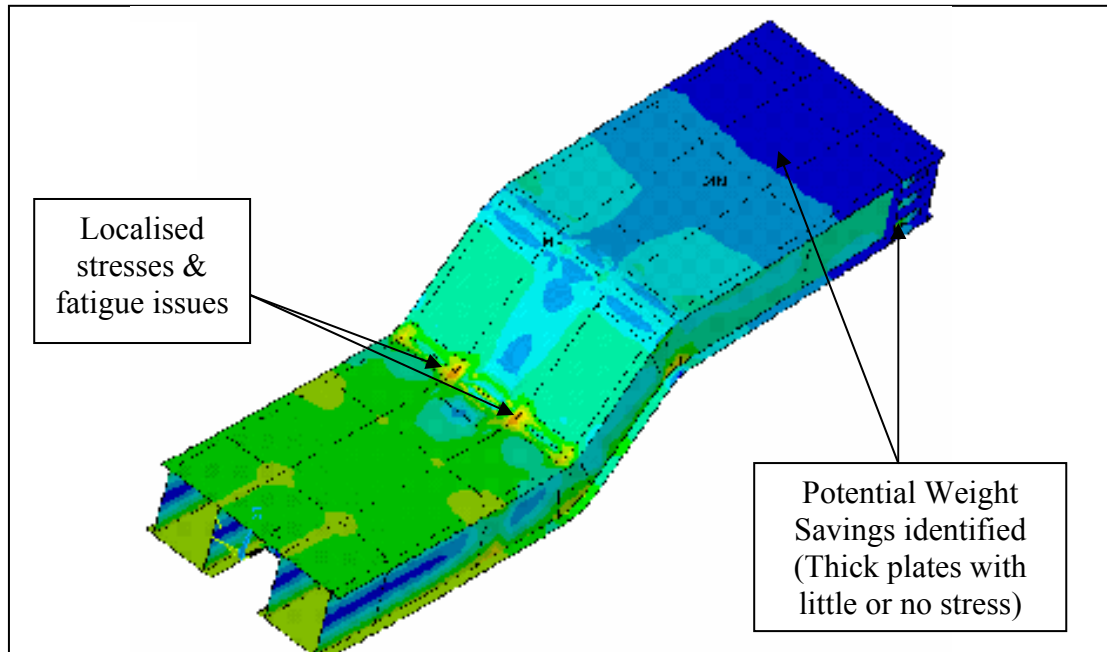 Localised
stresses &
fatigue issues
Potential Weight
Savings identified
(Thick plates with
little or no stress)